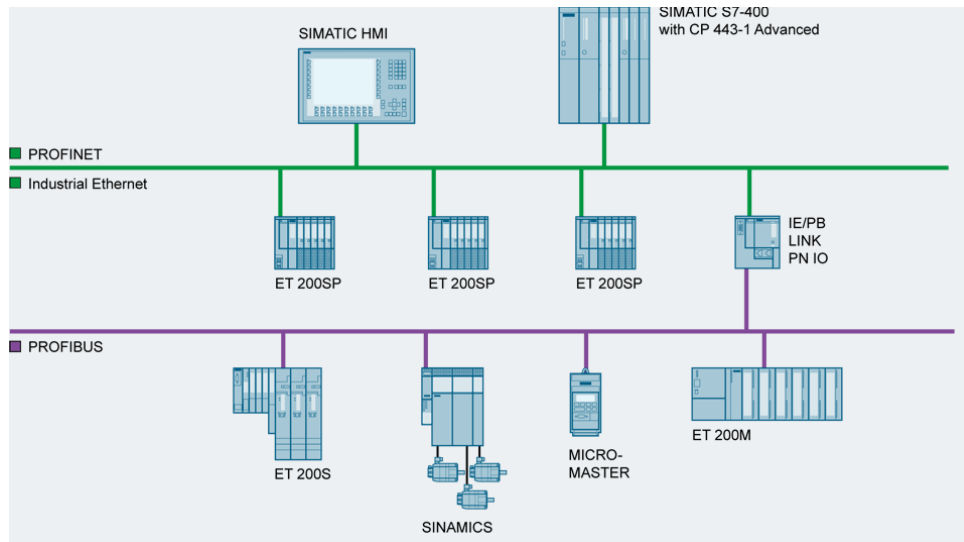 SIMATIC S7-400
with CP 443-1 Advanced
SIMATIC HMI
PROFINET
Industrial Ethernet
IE/PB
LINK
PN IO
ET 200SP
ET 200SP
ET 200SP
PROFIBUS
ET 200S
SINAMICS
MICRO-
MASTER
ET 200M